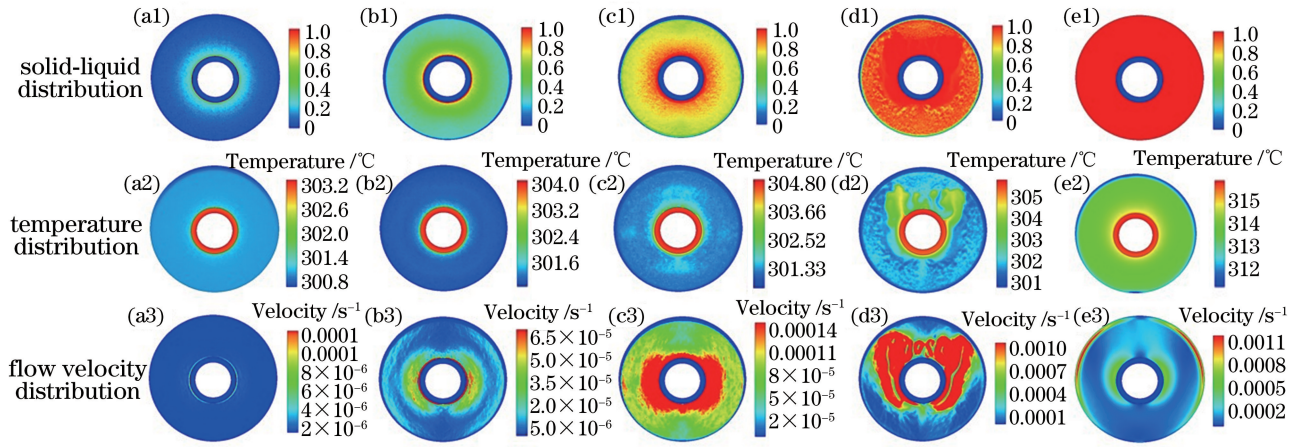 (a1) (b1) (c1) (d1) (e1)
solid-liquid
distribution
1.0 1.0 1.0 1.0 1.0
0.8 0.8 0.8 0.8 0.8
0.6 0.6 0.6 0.6 0.6
0.4 0.4 0.4 0.4 0.4
0.2 0.2 0.2 0.2 0.2
0 0 0 0 0
Temperature /℃ Temperature /℃ Temperature /℃ Temperature /℃ Temperature /℃
(a2) (b2) (c2) (d2) (e2)
temperature
distribution
303.2 304.0 304.80 305 315
302.6 303.2 303.66 304 314
302.0 302.4 302.52 303 313
301.4 301.6 301.33 302 312
300.8 301
Velocity /s⁻¹ Velocity /s⁻¹ Velocity /s⁻¹ Velocity /s⁻¹ Velocity /s⁻¹
(a3) (b3) (c3) (d3) (e3)
flow velocity
distribution
0.0001 6.5×10⁻⁵ 0.00014 0.0010 0.0011
0.0001 5.0×10⁻⁵ 0.00011 0.0007 0.0008
8×10⁻⁶ 3.5×10⁻⁵ 8×10⁻⁵ 0.0004 0.0005
6×10⁻⁶ 2.0×10⁻⁵ 5×10⁻⁵ 0.0001 0.0002
4×10⁻⁶ 5.0×10⁻⁶ 2×10⁻⁵
2×10⁻⁶